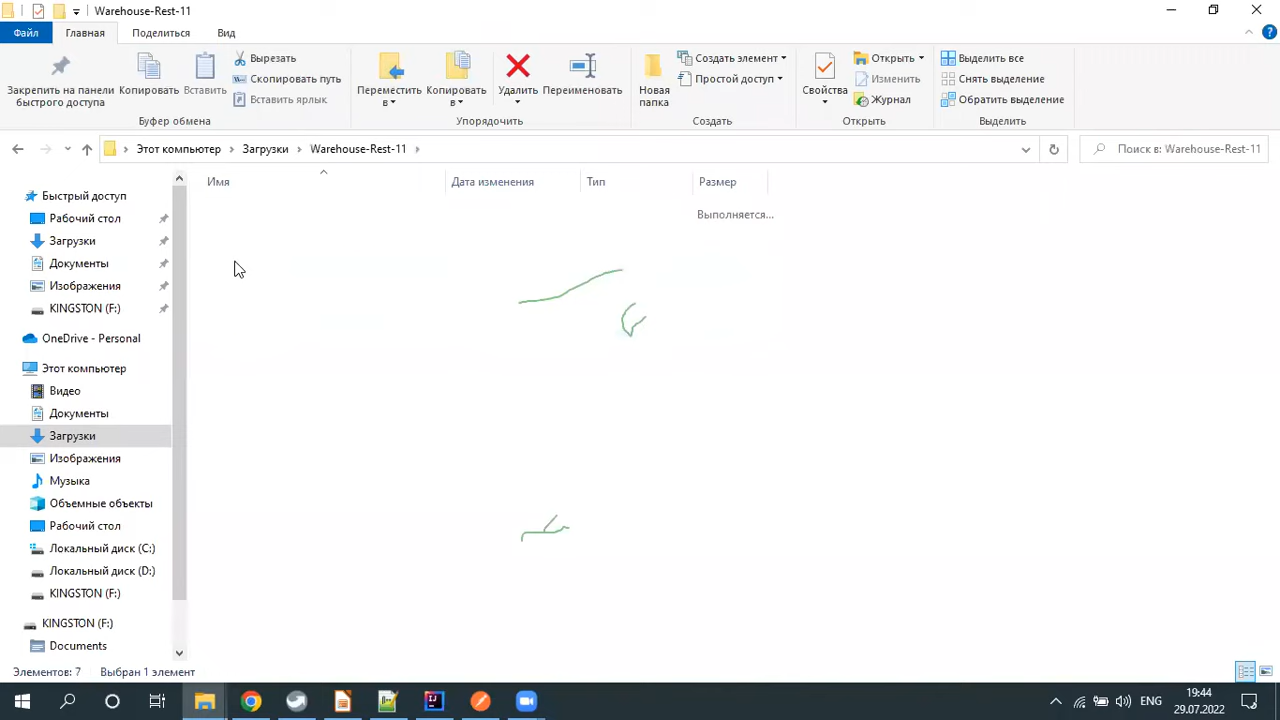 Warehouse-Rest-11
Файл Главная Поделиться Вид
Закрепить на панели быстрого доступа
Копировать
Вставить
Вырезать
Скопировать путь
Вставить ярлык
Буфер обмена
Переместить в
Копировать в
Удалить
Переименовать
Упорядочить
Новая папка
Создать элемент
Простой доступ
Создать
Свойства
Открыть
Изменить
Журнал
Открыть
Выделить все
Снять выделение
Обратить выделение
Выделить
Этот компьютер Загрузки Warehouse-Rest-11
Поиск в: Warehouse-Rest-11
Имя Дата изменения Тип Размер
Выполняется...
Быстрый доступ
Рабочий стол
Загрузки
Документы
Изображения
KINGSTON (F:)
OneDrive - Personal
Этот компьютер
Видео
Документы
Загрузки
Изображения
Музыка
Объемные объекты
Рабочий стол
Локальный диск (C:)
Локальный диск (D:)
KINGSTON (F:)
KINGSTON (F:)
Documents
Элементов: 7 Выбран 1 элемент
ENG
19:44
29.07.2022